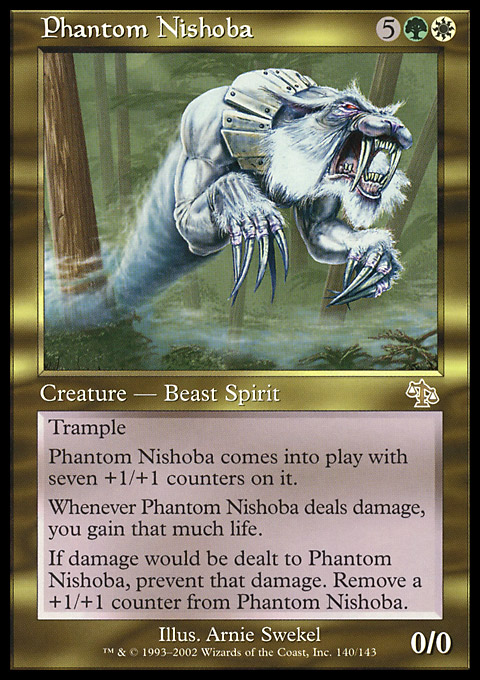 Phantom Nishoba 5
Creature — Beast Spirit
Trample
Phantom Nishoba comes into play with
seven +1/+1 counters on it.
Whenever Phantom Nishoba deals damage,
you gain that much life.
If damage would be dealt to Phantom
Nishoba, prevent that damage. Remove a
+1/+1 counter from Phantom Nishoba.
Illus. Arnie Swekel
0/0
™ & © 1993–2002 Wizards of the Coast, Inc. 140/143